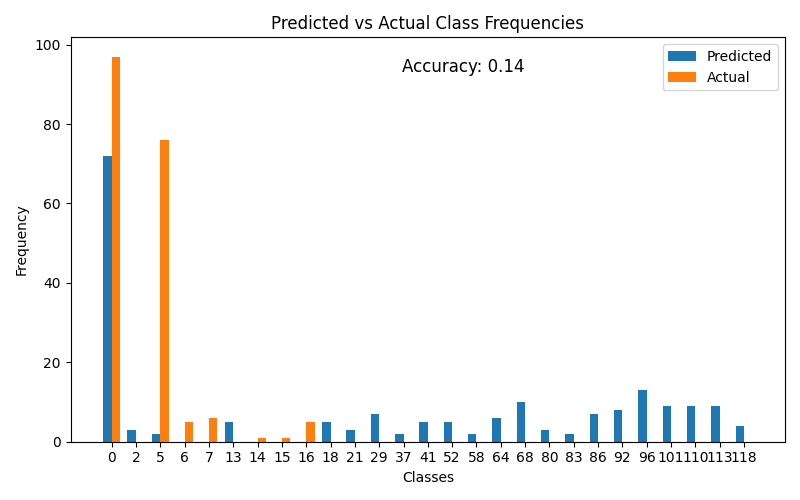 Predicted vs Actual Class Frequencies
Accuracy: 0.14
Predicted
Actual
Frequency
100
80
60
40
20
0
0 2 5 6 7 13 14 15 16 18 21 29 37 41 52 58 64 68 80 83 86 92 96 101 110 113 118
Classes